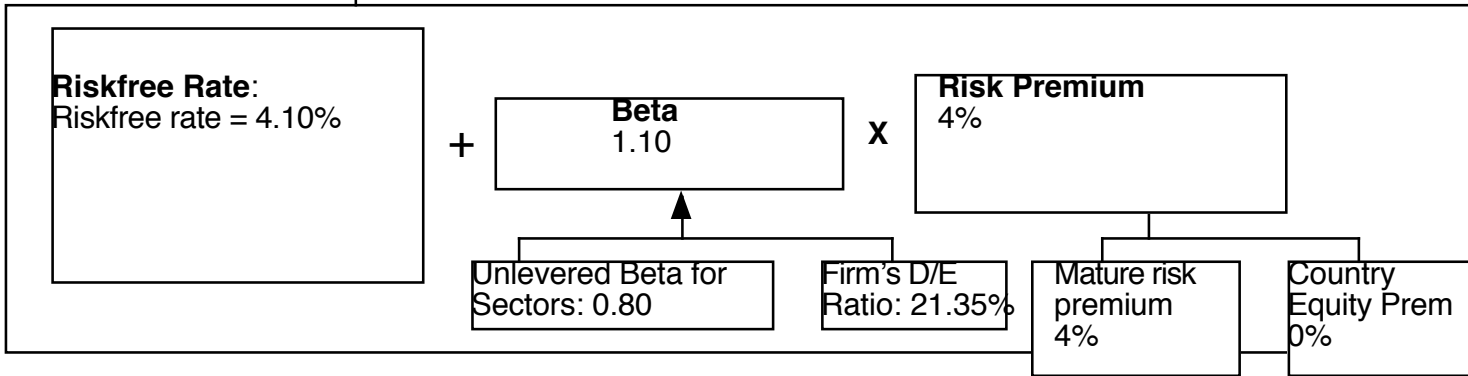 Riskfree Rate:
Riskfree rate = 4.10%
+
Beta
1.10
X
Risk Premium
4%
Unlevered Beta for
Sectors: 0.80
Firm's D/E
Ratio: 21.35%
Mature risk
premium
4%
Country
Equity Prem
0%